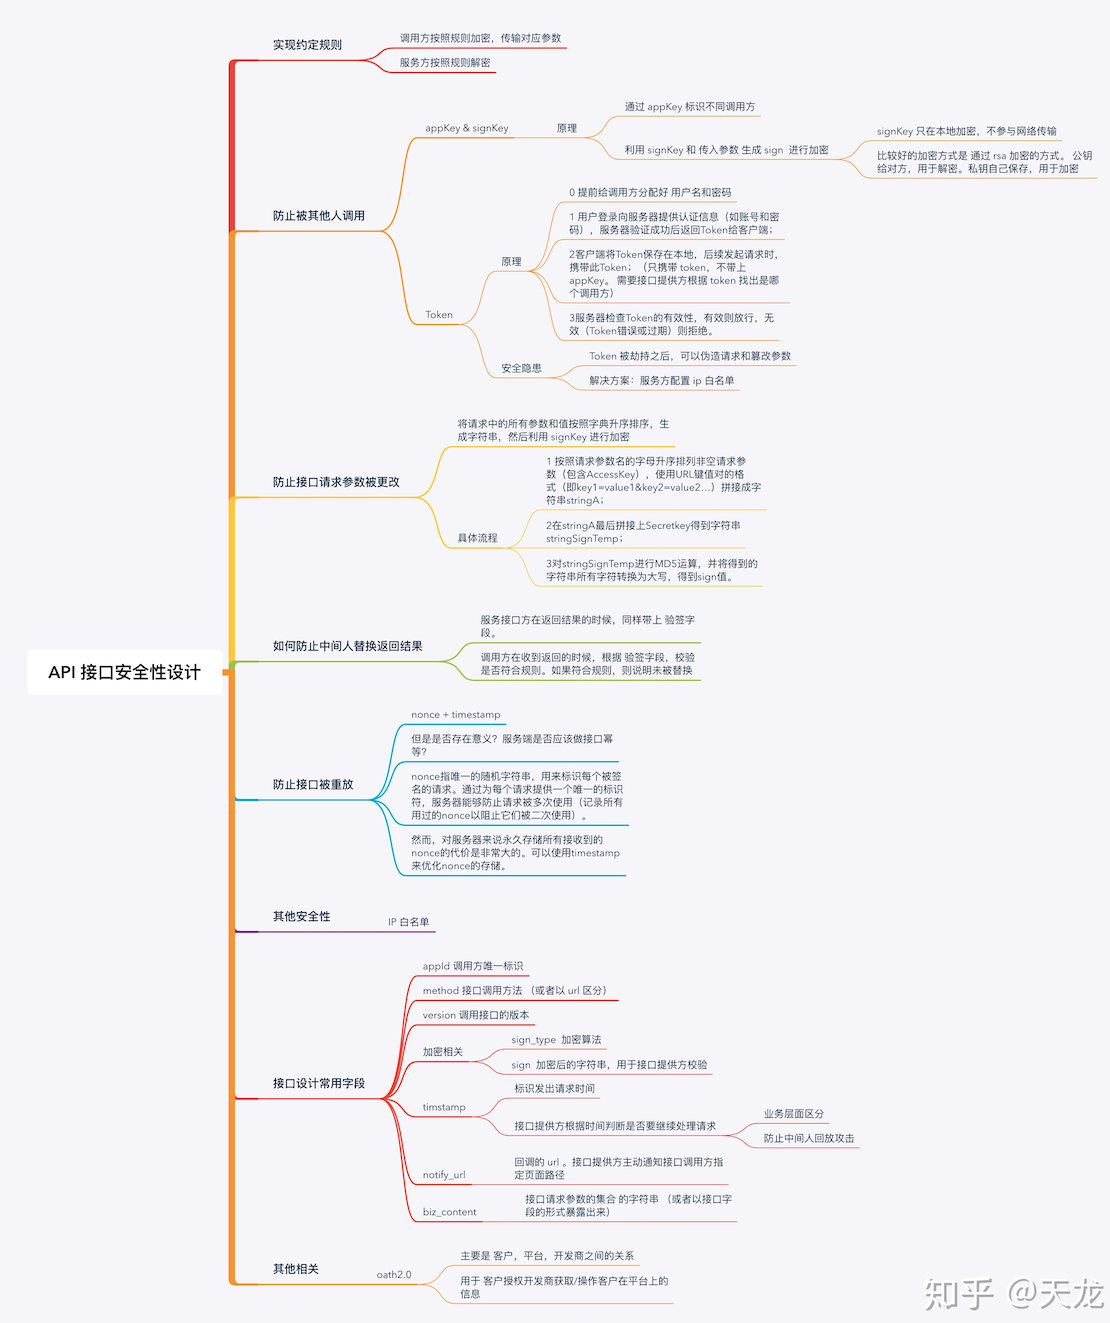 API 接口安全性设计
实现约定规则
调用方按照规则加密，传输对应参数
服务方按照规则解密
防止被其他人调用
appKey & signKey
原理
通过 appKey 标识不同调用方
利用 signKey 和 传入参数 生成 sign 进行加密
signKey 只在本地加密，不参与网络传输
比较好的加密方式是 通过 rsa 加密的方式。 公钥
给对方，用于解密。私钥自己保存，用于加密
Token
原理
0 提前给调用方分配好 用户名和密码
1 用户登录向服务器提供认证信息（如账号和密
码），服务器验证成功后返回Token给客户端；
2客户端将Token保存在本地，后续发起请求时，
携带此Token； （只携带 token，不带上
appKey。 需要接口提供方根据 token 找出是哪
个调用方）
3服务器检查Token的有效性，有效则放行，无
效（Token错误或过期）则拒绝。
安全隐患
Token 被劫持之后，可以伪造请求和篡改参数
解决方案：服务方配置 ip 白名单
防止接口请求参数被更改
将请求中的所有参数和值按照字典升序排序，生
成字符串，然后利用 signKey 进行加密
具体流程
1 按照请求参数名的字母升序排列非空请求参
数（包含AccessKey），使用URL键值对的格
式（即key1=value1&key2=value2…）拼接成字
符串stringA；
2在stringA最后拼接上Secretkey得到字符串
stringSignTemp；
3对stringSignTemp进行MD5运算，并将得到的
字符串所有字符转换为大写，得到sign值。
如何防止中间人替换返回结果
服务接口方在返回结果的时候，同样带上 验签字
段。
调用方在收到返回的时候，根据 验签字段，校验
是否符合规则。如果符合规则，则说明未被替换
防止接口被重放
nonce + timestamp
但是是否存在意义？服务端是否应该做接口幂
等？
nonce指唯一的随机字符串，用来标识每个被签
名的请求。通过为每个请求提供一个唯一的标识
符，服务器能够防止请求被多次使用（记录所有
用过的nonce以阻止它们被二次使用）。
然而，对服务器来说永久存储所有接收到的
nonce的代价是非常大的。可以使用timestamp
来优化nonce的存储。
其他安全性
IP 白名单
接口设计常用字段
appId 调用方唯一标识
method 接口调用方法 （或者以 url 区分）
version 调用接口的版本
加密相关
sign_type 加密算法
sign 加密后的字符串，用于接口提供方校验
timstamp
标识发出请求时间
接口提供方根据时间判断是否要继续处理请求
业务层面区分
防止中间人回放攻击
notify_url
回调的 url 。接口提供方主动通知接口调用方指
定页面路径
biz_content
接口请求参数的集合 的字符串 （或者以接口字
段的形式暴露出来）
其他相关
oath2.0
主要是 客户，平台，开发商之间的关系
用于 客户授权开发商获取/操作客户在平台上的
信息
知乎 @天龙